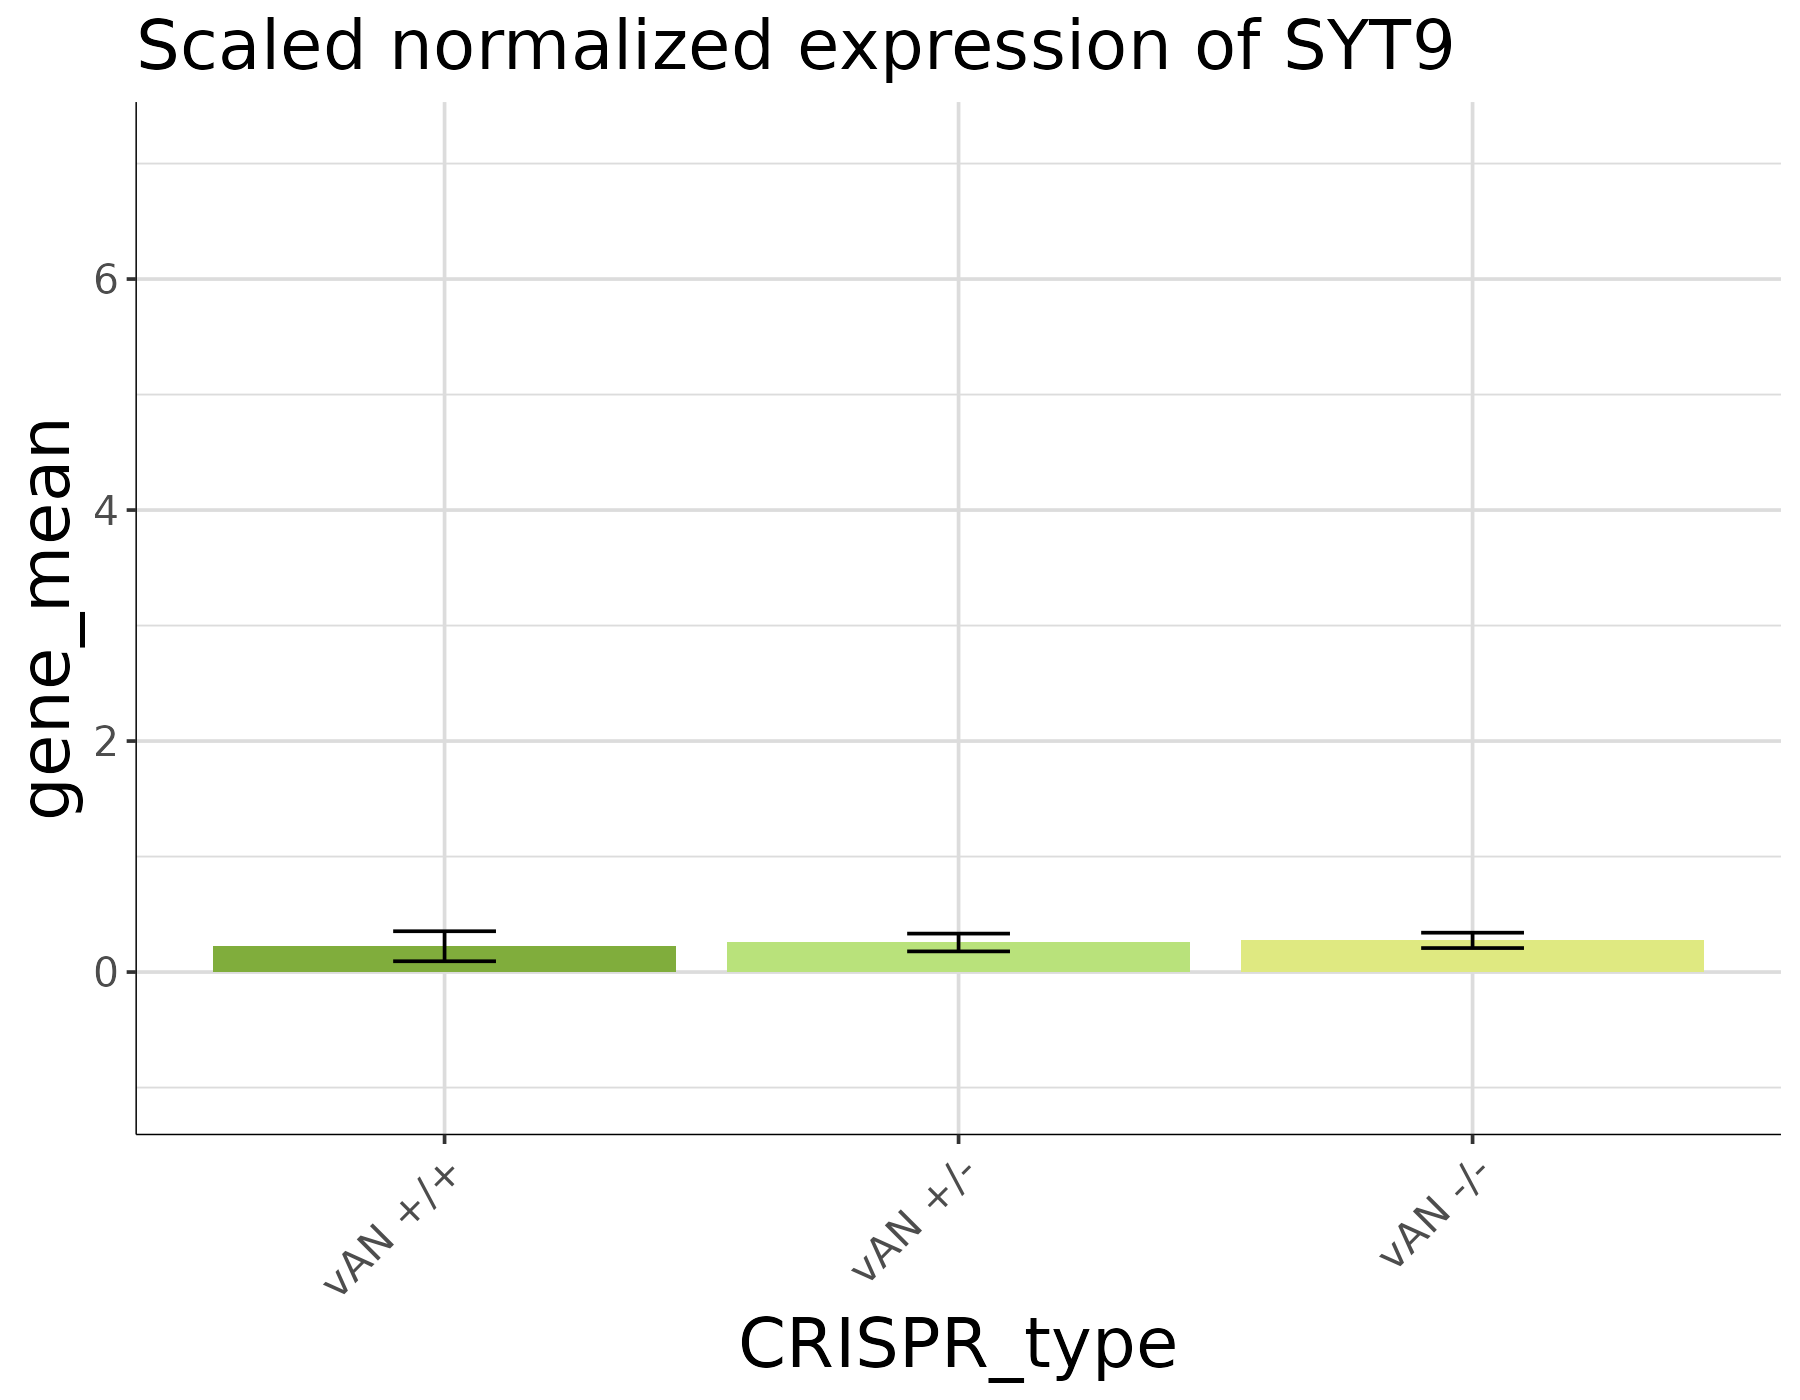 Scaled normalized expression of SYT9
gene_mean
6
4
2
0
vAN +/+
vAN +/-
vAN -/-
CRISPR_type